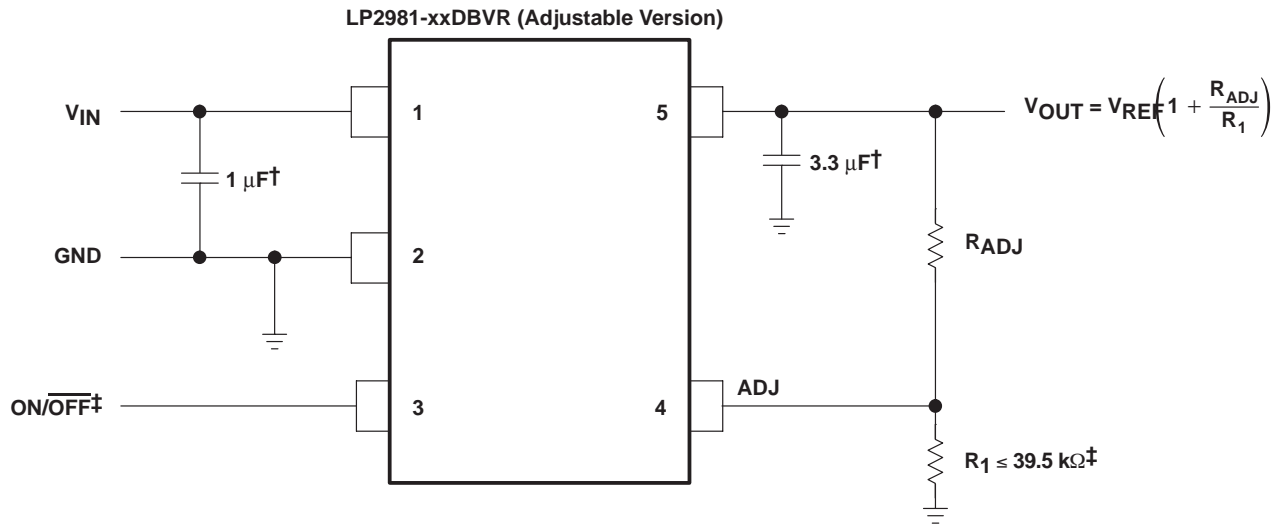 LP2981-xxDBVR (Adjustable Version)
VIN
1
5
VOUT = VREF(1 + RADJ/R1)
1 μF†
3.3 μF†
GND
2
RADJ
ON/O̅F̅F̅‡
3
4
ADJ
R1 ≤ 39.5 kΩ‡